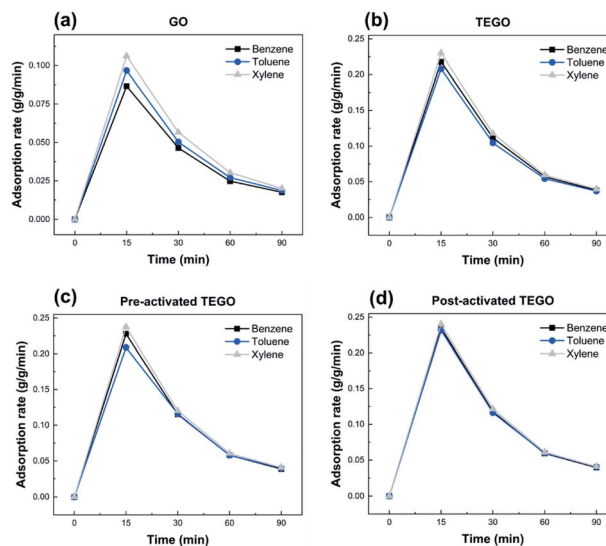 (a)
GO
Benzene
Toluene
Xylene
Adsorption rate (g/g/min)
0.100
0.075
0.050
0.025
0.000
0 15 30 60 90
Time (min)
(b)
TEGO
Benzene
Toluene
Xylene
Adsorption rate (g/g/min)
0.25
0.20
0.15
0.10
0.05
0.00
0 15 30 60 90
Time (min)
(c)
Pre-activated TEGO
Benzene
Toluene
Xylene
Adsorption rate (g/g/min)
0.25
0.20
0.15
0.10
0.05
0.00
0 15 30 60 90
Time (min)
(d)
Post-activated TEGO
Benzene
Toluene
Xylene
Adsorption rate (g/g/min)
0.25
0.20
0.15
0.10
0.05
0.00
0 15 30 60 90
Time (min)